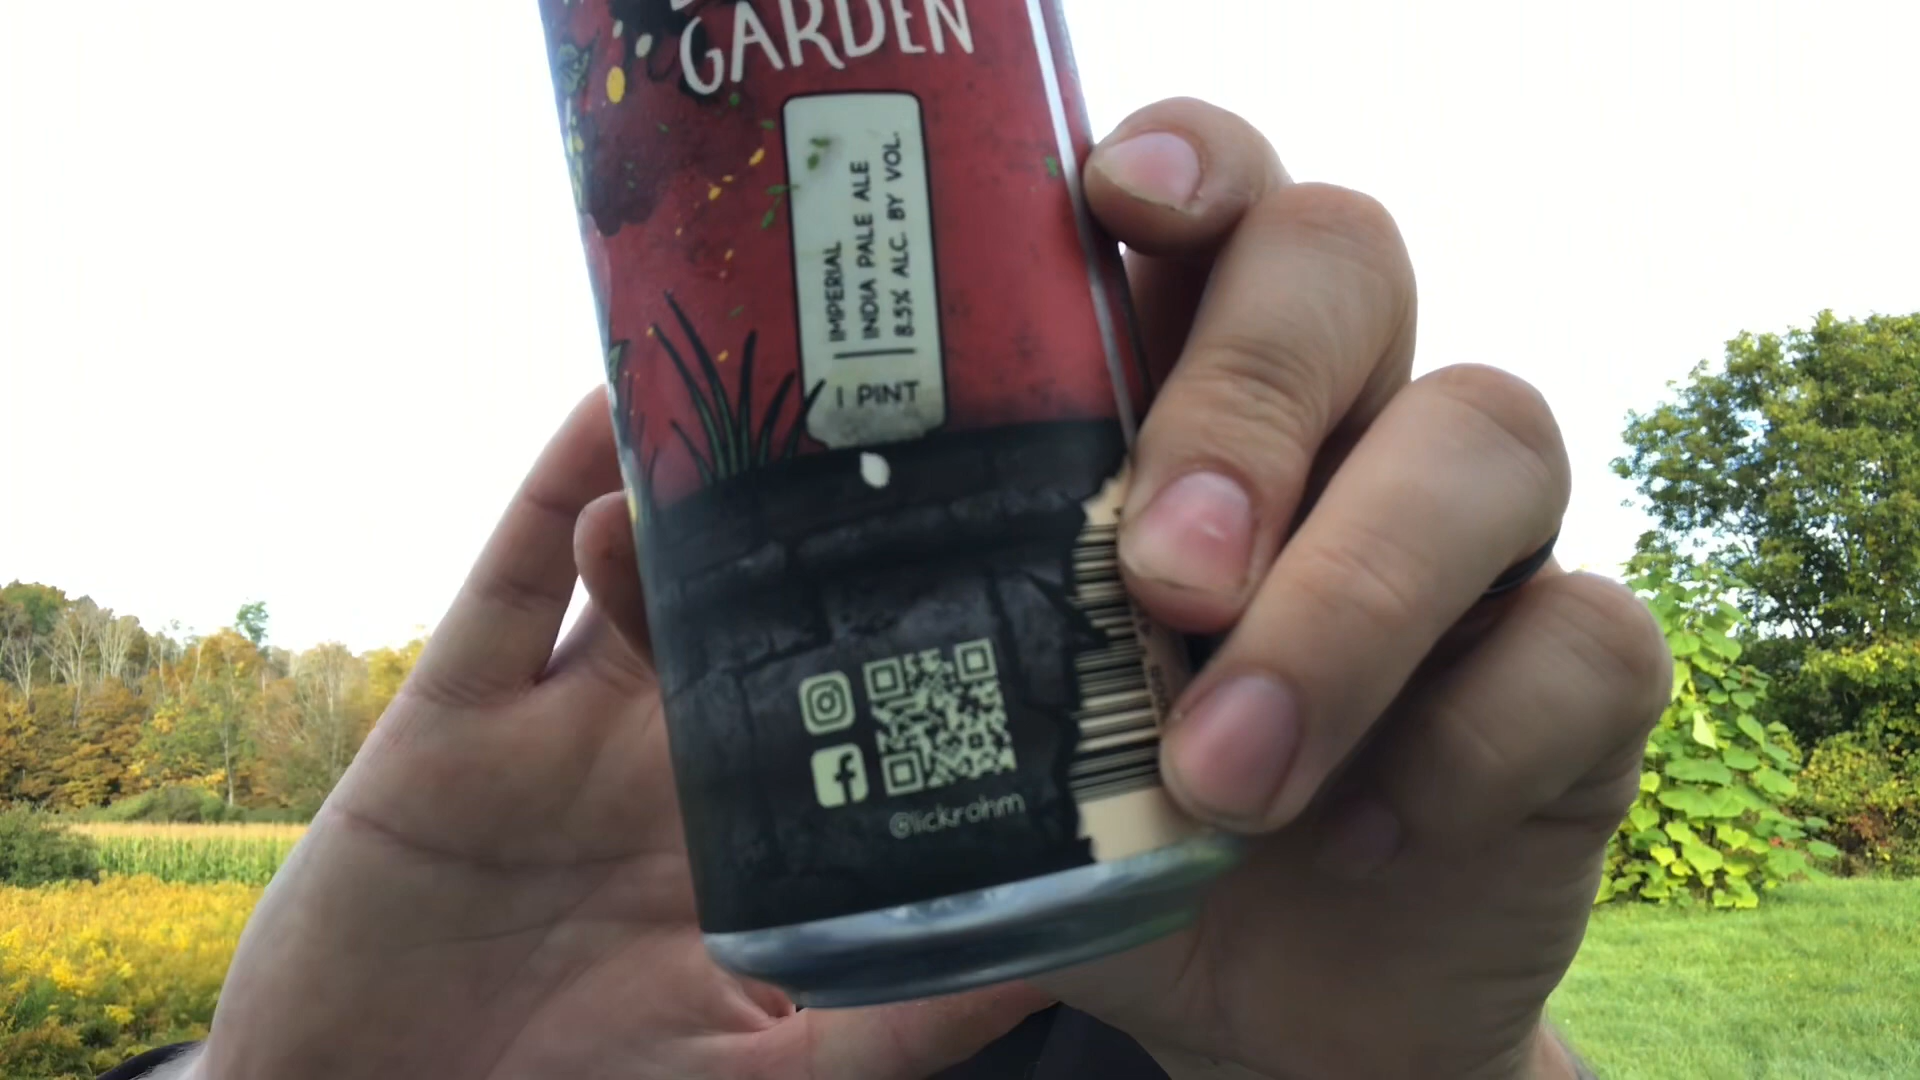 GARDEN
IMPERIAL
INDIA PALE ALE
8.5% ALC. BY VOL.
1 PINT
@lickrohm